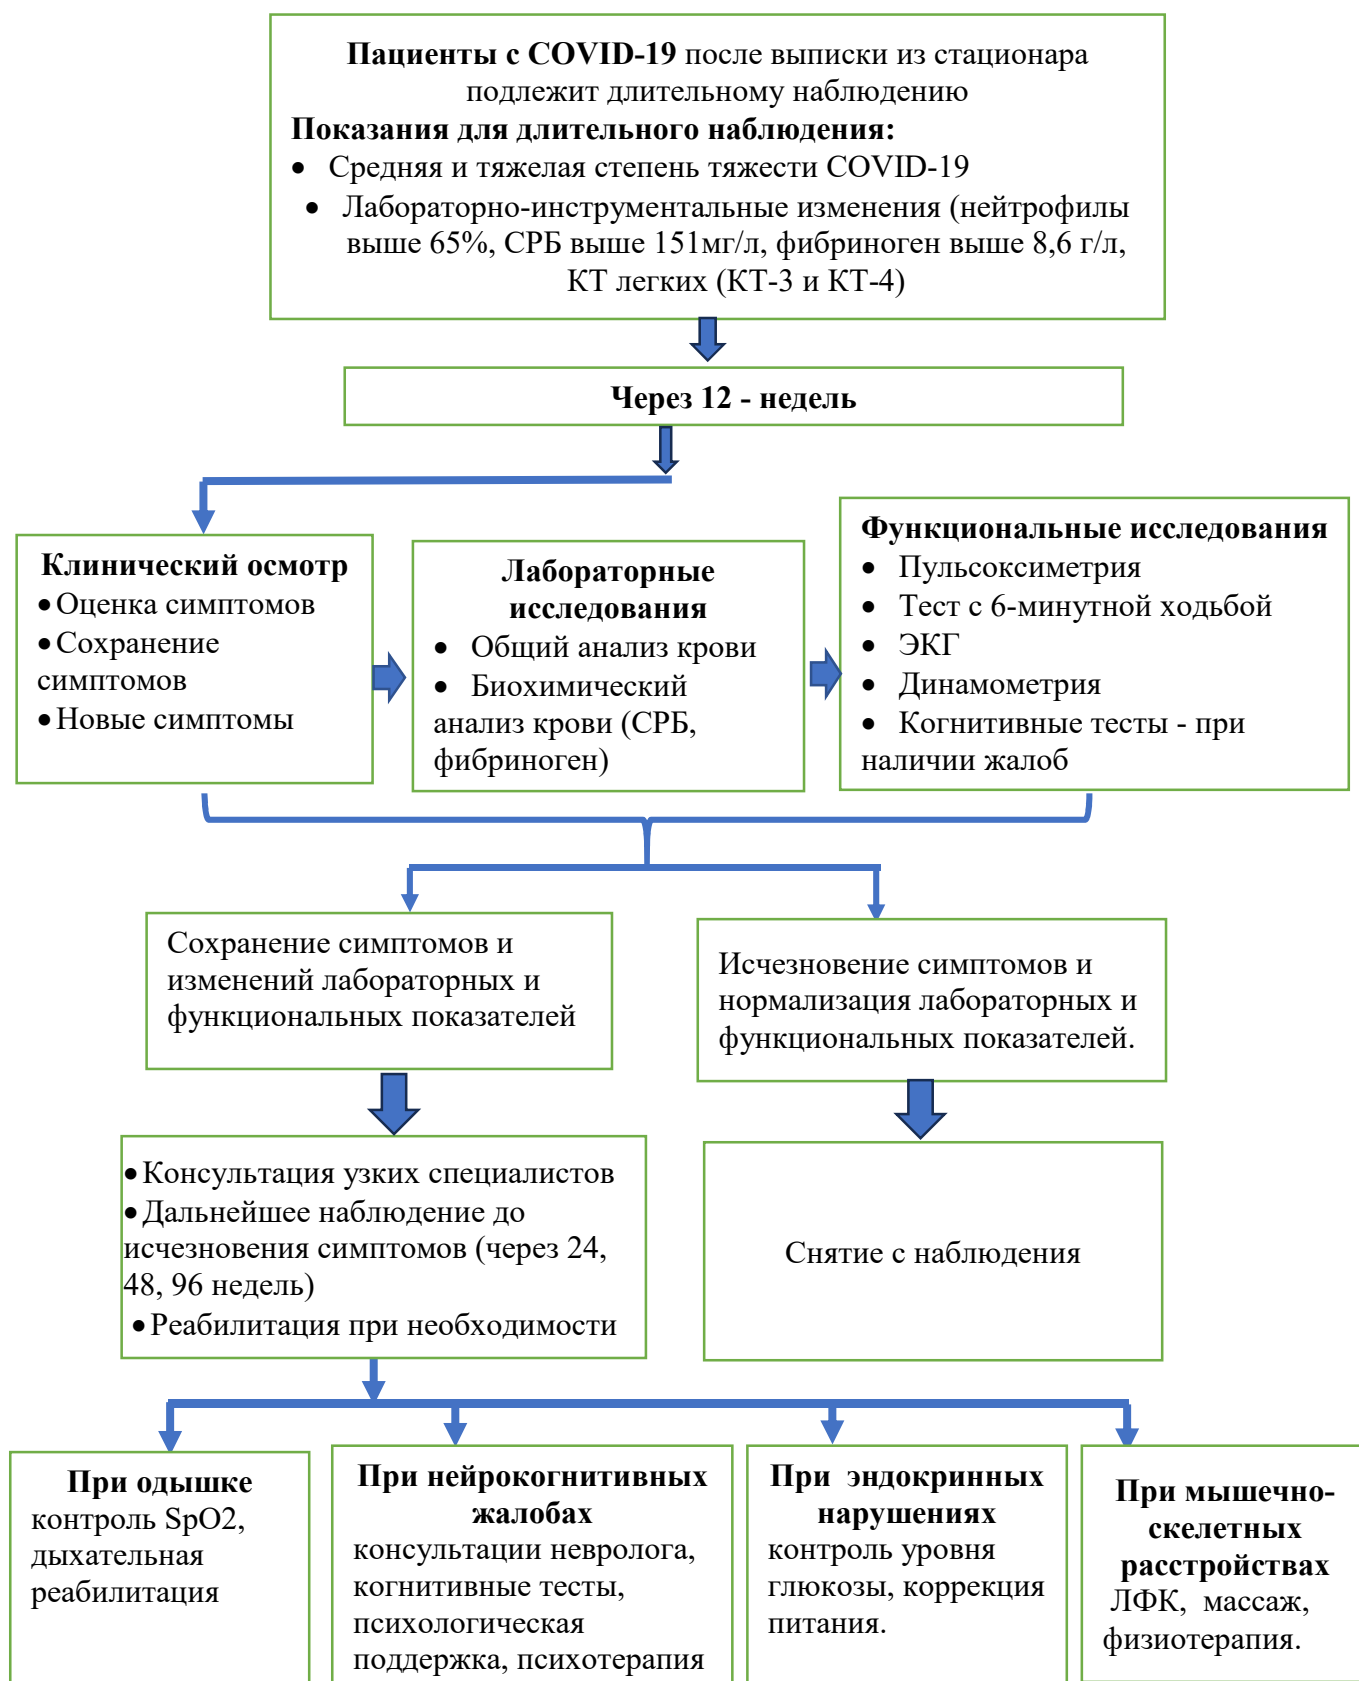 Пациенты с COVID-19 после выписки из стационара
подлежит длительному наблюдению
Показания для длительного наблюдения:
• Средняя и тяжелая степень тяжести COVID-19
• Лабораторно-инструментальные изменения (нейтрофилы
выше 65%, СРБ выше 151мг/л, фибриноген выше 8,6 г/л,
КТ легких (КТ-3 и КТ-4)
Через 12 - недель
Клинический осмотр
• Оценка симптомов
• Сохранение
симптомов
• Новые симптомы
Лабораторные
исследования
• Общий анализ крови
• Биохимический
анализ крови (СРБ,
фибриноген)
Функциональные исследования
• Пульсоксиметрия
• Тест с 6-минутной ходьбой
• ЭКГ
• Динамометрия
• Когнитивные тесты - при
наличии жалоб
Сохранение симптомов и
изменений лабораторных и
функциональных показателей
Исчезновение симптомов и
нормализация лабораторных и
функциональных показателей.
• Консультация узких специалистов
• Дальнейшее наблюдение до
исчезновения симптомов (через 24,
48, 96 недель)
• Реабилитация при необходимости
Снятие с наблюдения
При одышке
контроль SpO2,
дыхательная
реабилитация
При нейрокогнитивных
жалобах
консультации невролога,
когнитивные тесты,
психологическая
поддержка, психотерапия
При эндокринных
нарушениях
контроль уровня
глюкозы, коррекция
питания.
При мышечно-
скелетных
расстройствах
ЛФК, массаж,
физиотерапия.